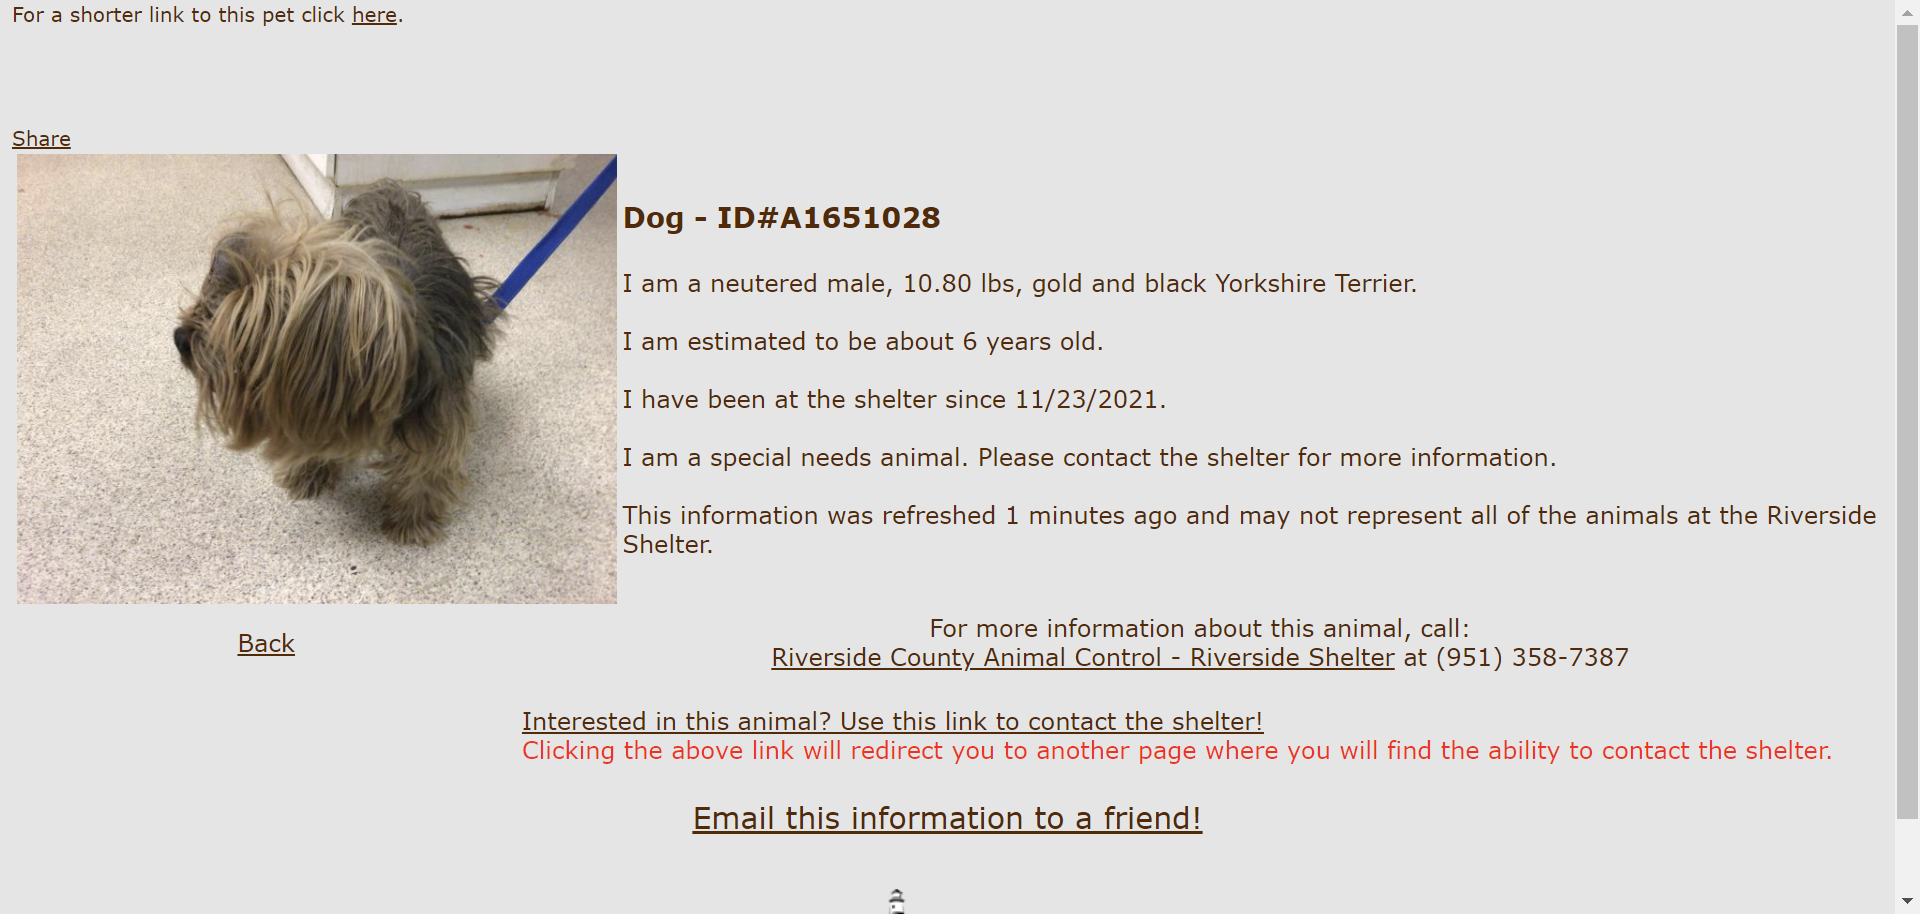 For a shorter link to this pet click here.
Share
Dog - ID#A1651028
I am a neutered male, 10.80 lbs, gold and black Yorkshire Terrier.
I am estimated to be about 6 years old.
I have been at the shelter since 11/23/2021.
I am a special needs animal. Please contact the shelter for more information.
This information was refreshed 1 minutes ago and may not represent all of the animals at the Riverside
Shelter.
Back
For more information about this animal, call:
Riverside County Animal Control - Riverside Shelter at (951) 358-7387
Interested in this animal? Use this link to contact the shelter!
Clicking the above link will redirect you to another page where you will find the ability to contact the shelter.
Email this information to a friend!